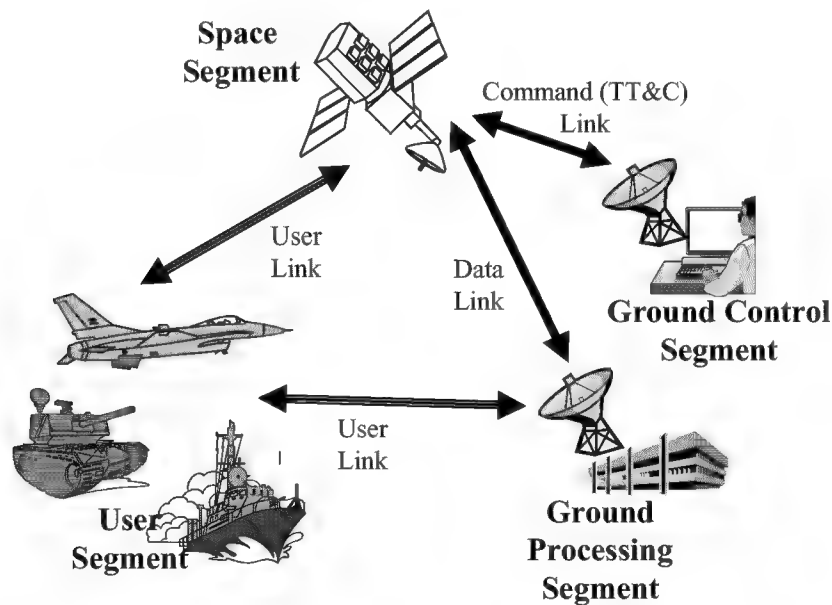 Space
Segment
Command (TT&C)
Link
User
Link
Data
Link
Ground Control
Segment
User
Link
User
Segment
Ground
Processing
Segment